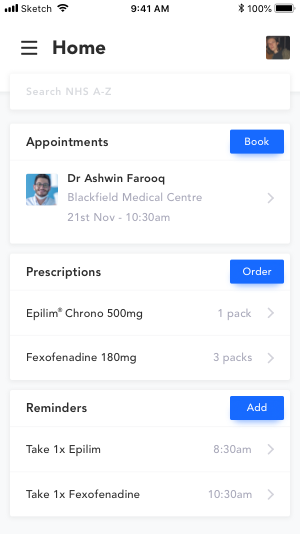 Sketch 9:41 AM 100%
Home
Search NHS A-Z
Appointments Book
Dr Ashwin Farooq
Blackfield Medical Centre
21st Nov - 10:30am
Prescriptions Order
Epilim® Chrono 500mg 1 pack
Fexofenadine 180mg 3 packs
Reminders Add
Take 1x Epilim 8:30am
Take 1x Fexofenadine 10:30am